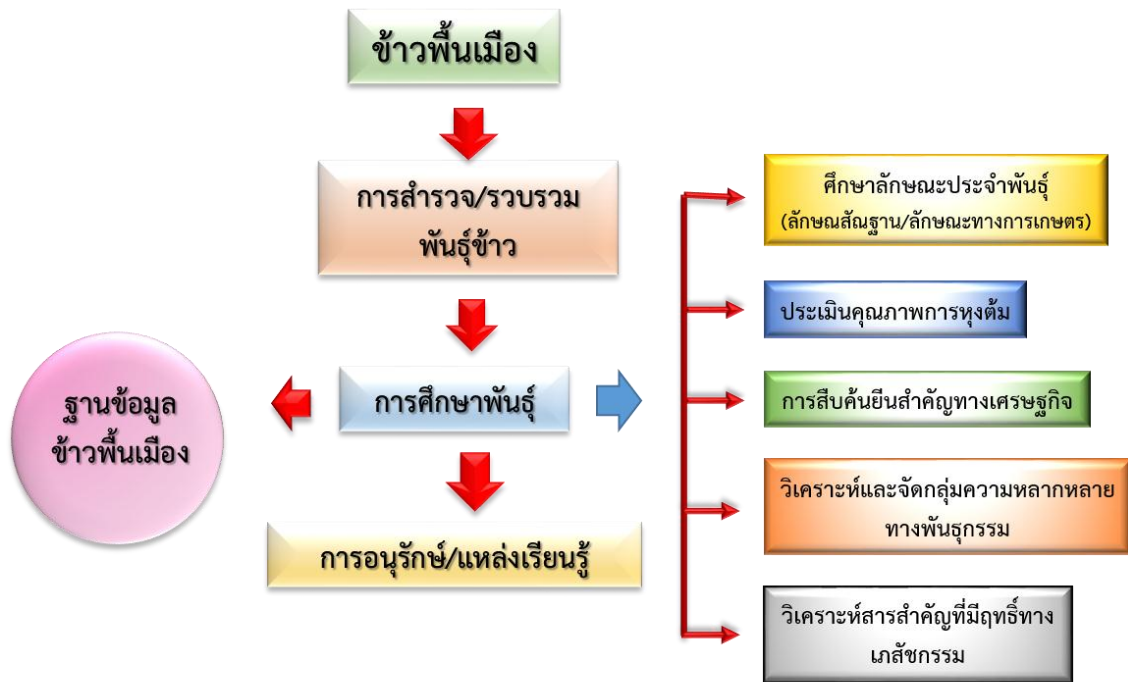 ข้าวพื้นเมือง
การสำรวจ/รวบรวม
พันธุ์ข้าว
การศึกษาพันธุ์
การอนุรักษ์/แหล่งเรียนรู้
ฐานข้อมูล
ข้าวพื้นเมือง
ศึกษาลักษณะประจำพันธุ์
(ลักษณสัณฐาน/ลักษณะทางการเกษตร)
ประเมินคุณภาพการหุงต้ม
การสืบค้นยีนสำคัญทางเศรษฐกิจ
วิเคราะห์และจัดกลุ่มความหลากหลาย
ทางพันธุกรรม
วิเคราะห์สารสำคัญที่มีฤทธิ์ทาง
เภสัชกรรม